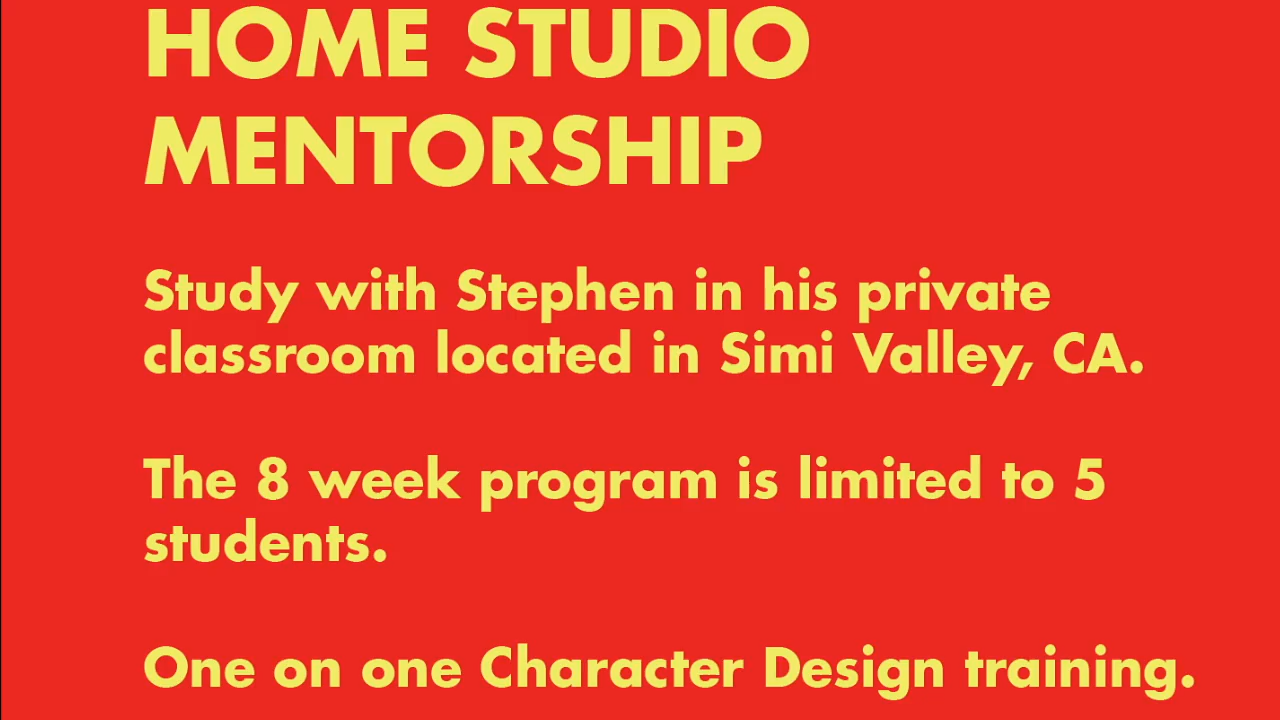 HOME STUDIO
MENTORSHIP
Study with Stephen in his private
classroom located in Simi Valley, CA.
The 8 week program is limited to 5
students.
One on one Character Design training.